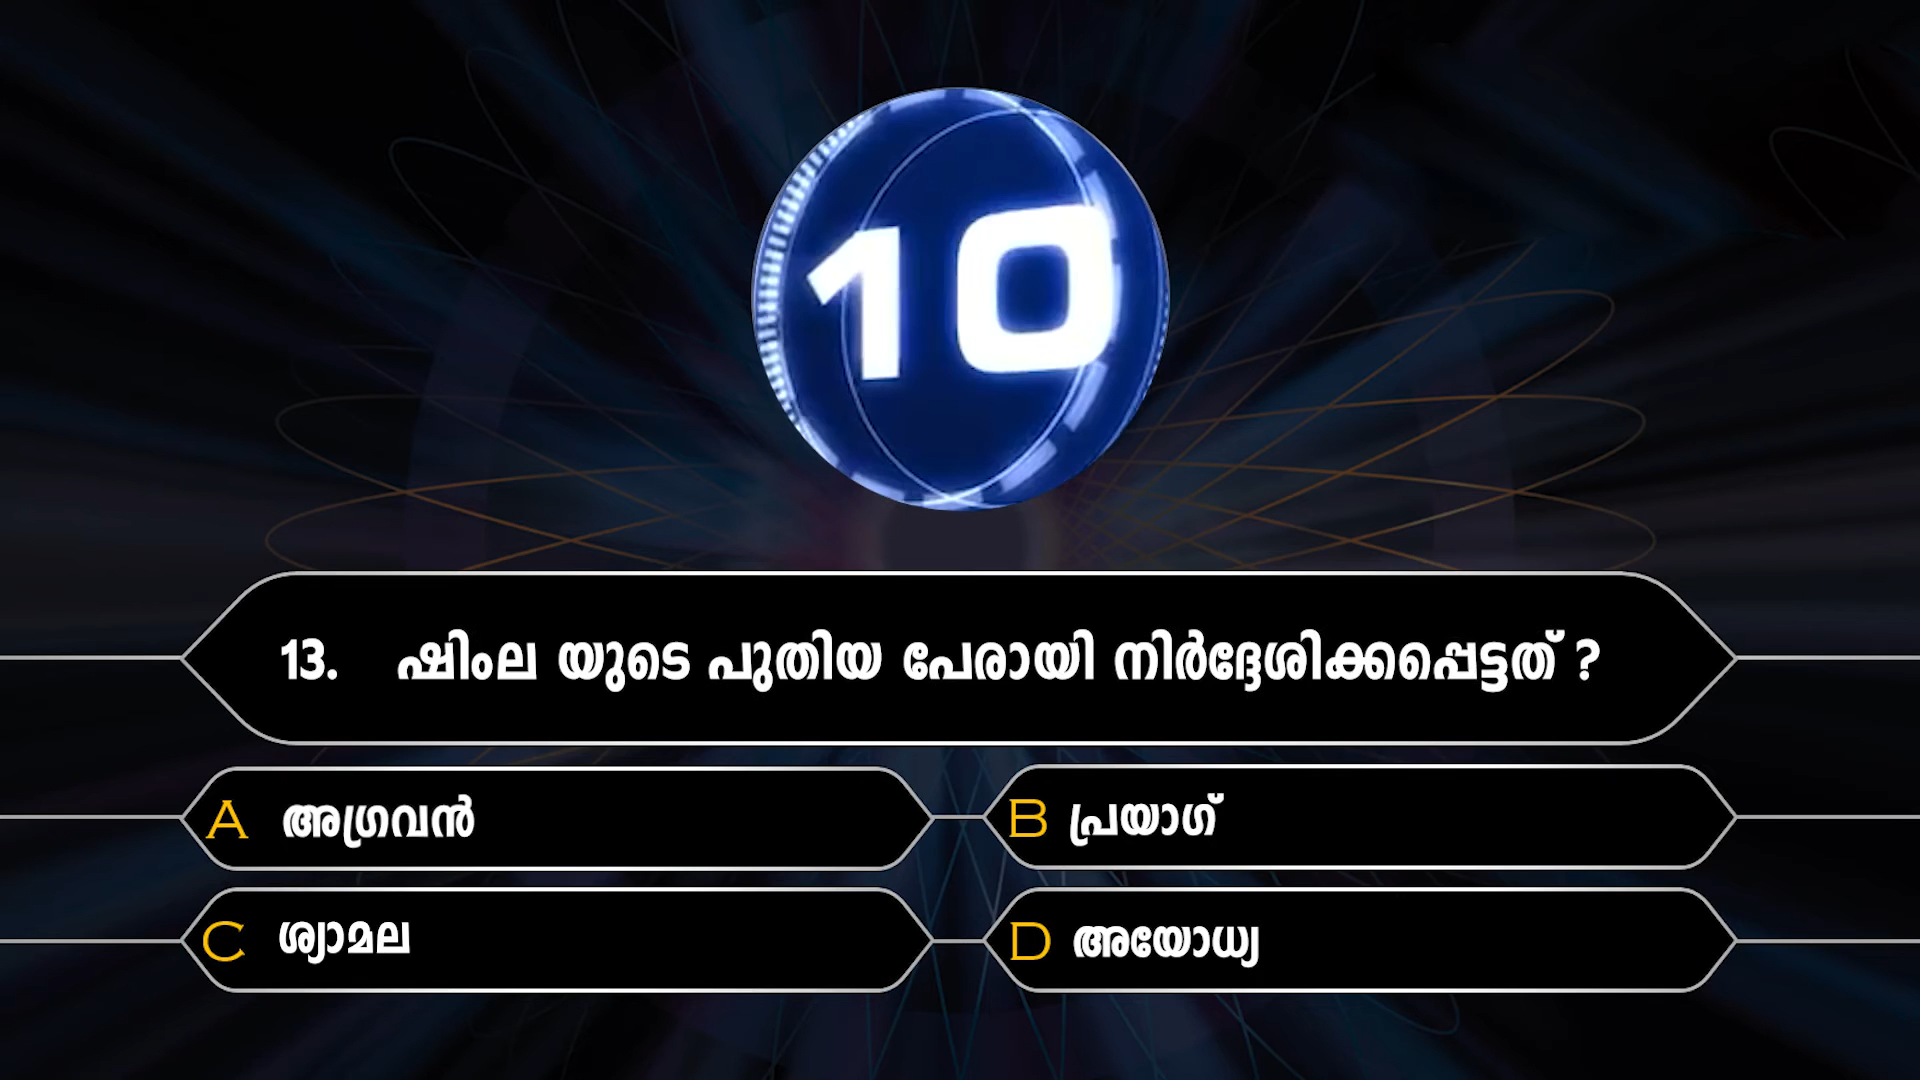 10
13. ഷിംല യുടെ പുതിയ പേരായി നിർദ്ദേശിക്കപ്പെട്ടത് ?
A അഗ്രവൻ
B പ്രയാഗ്
C ശ്യാമല
D അയോധ്യ